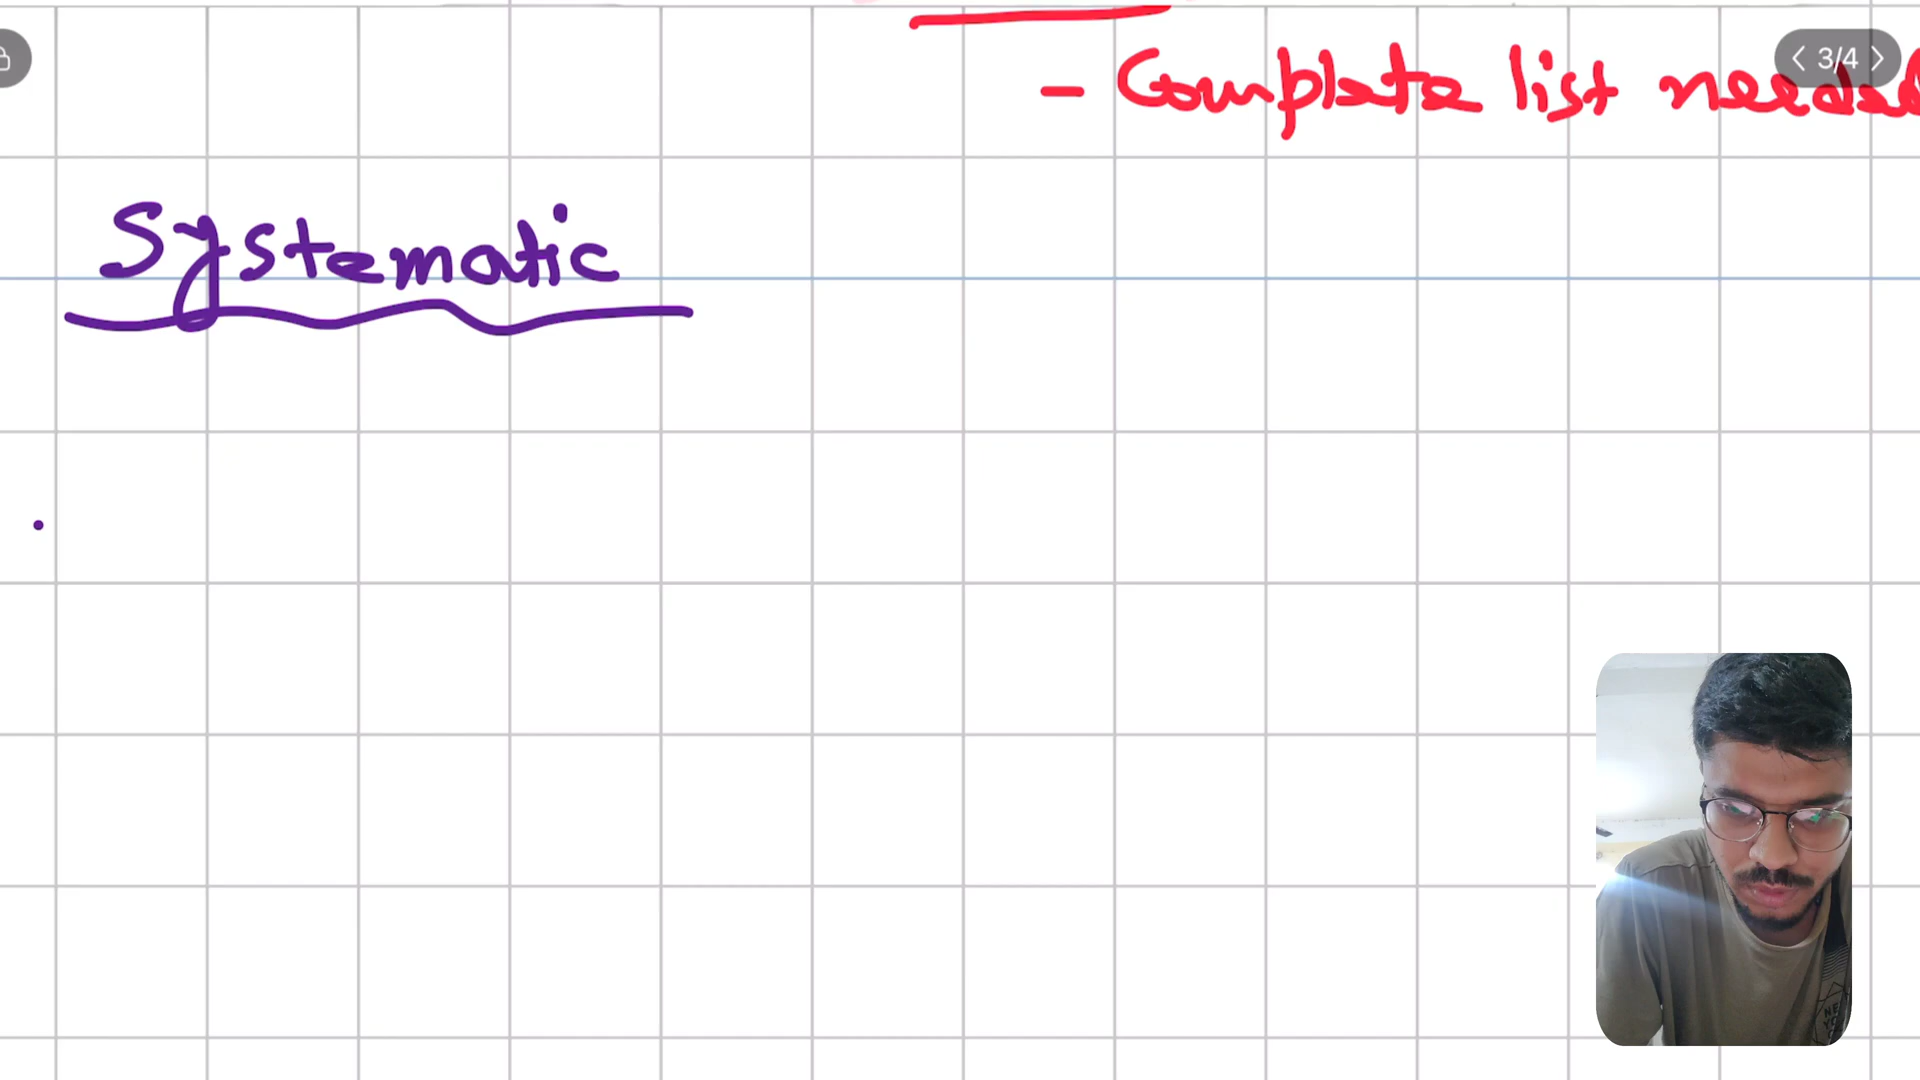 3/4
- Complete list needed
Systematic